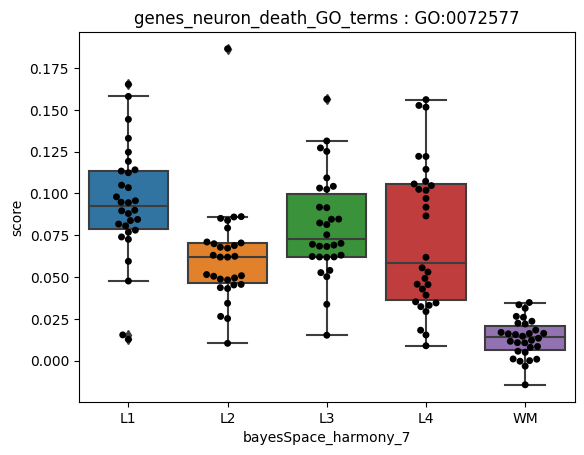 genes_neuron_death_GO_terms : GO:0072577
score
0.175
0.150
0.125
0.100
0.075
0.050
0.025
0.000
L1 L2 L3 L4 WM
bayesSpace_harmony_7